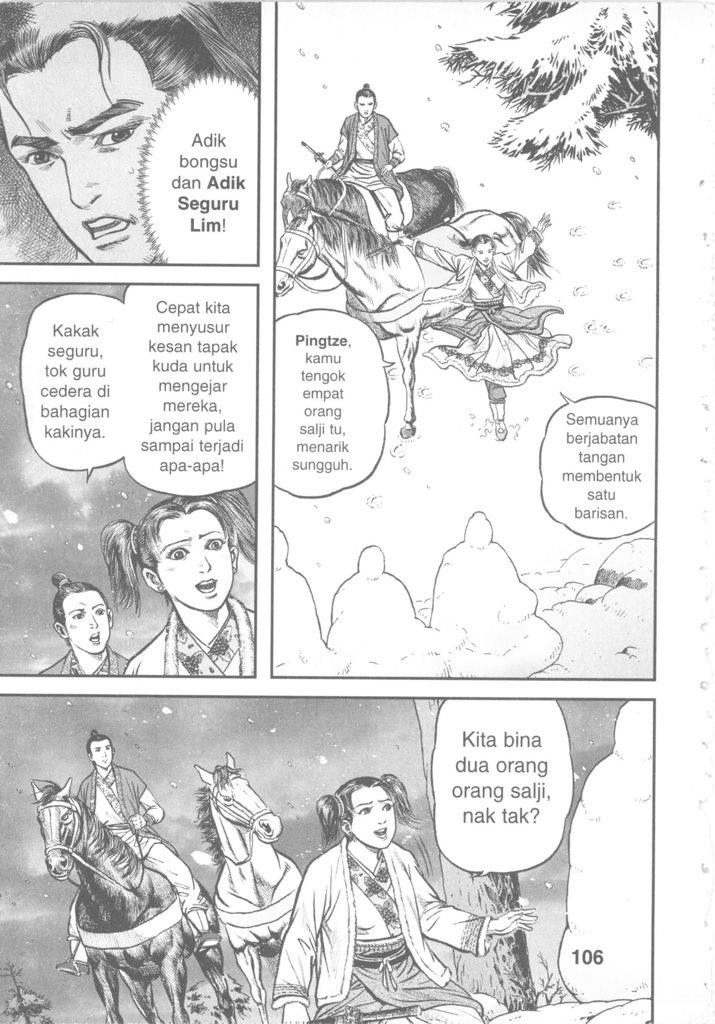 Adik
bongsu
dan Adik
Seguru
Lim!
Kakak
seguru,
tok guru
cedera di
bahagian
kakinya.
Cepat kita
menyusur
kesan tapak
kuda untuk
mengejar
mereka,
jangan pula
sampai terjadi
apa-apa!
Pingtze,
kamu
tengok
empat
orang
salji tu,
menarik
sungguh.
Semuanya
berjabatan
tangan
membentuk
satu
barisan.
Kita bina
dua orang
orang salji,
nak tak?
106